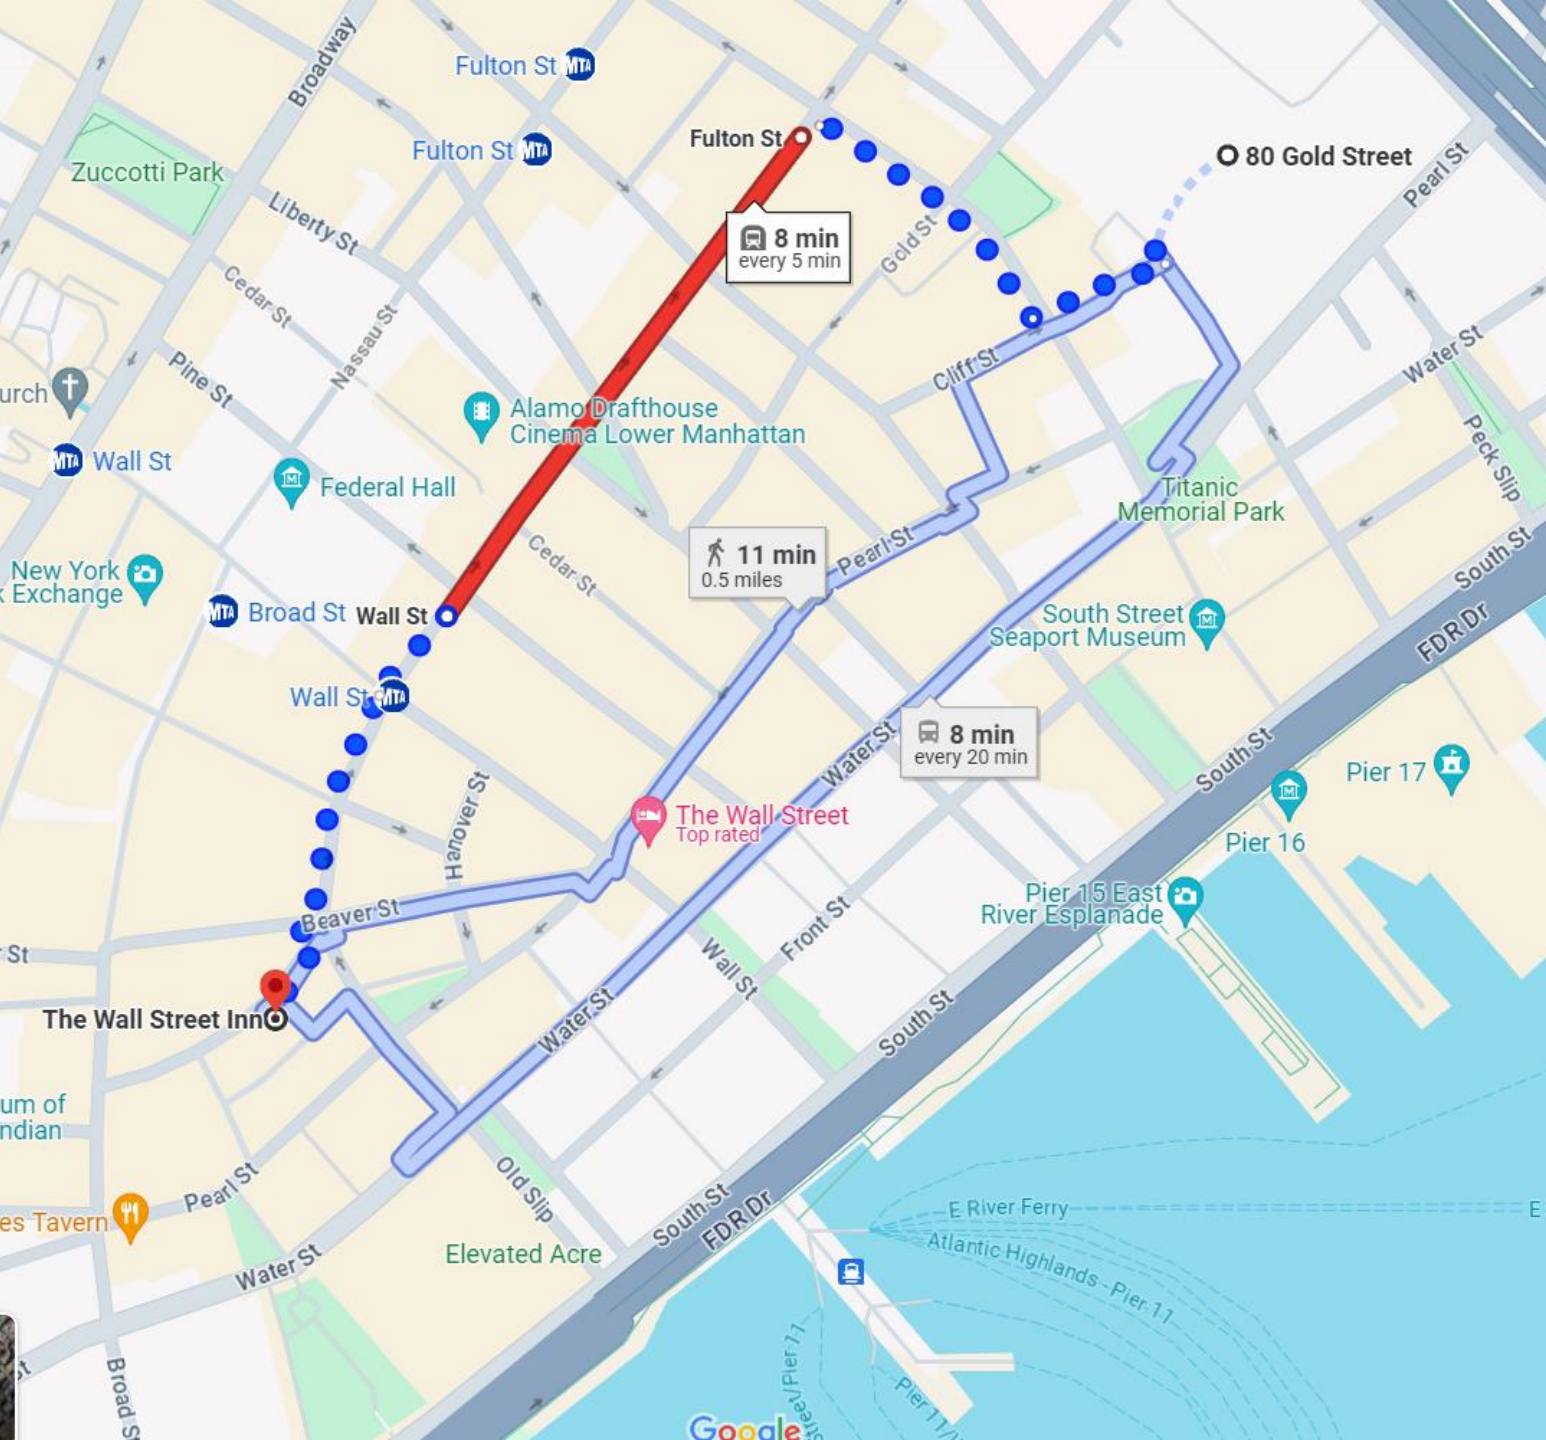 Broadway
Fulton St
MTA
Fulton St
MTA
Fulton St
80 Gold Street
Pearl St
Zuccotti Park
Liberty St
Gold St
8 min
every 5 min
Cedar St
Nassau St
Pine St
Water St
Cliff St
urch
Alamo Drafthouse
Cinema Lower Manhattan
MTA
Wall St
Federal Hall
Peck Slip
Titanic
Memorial Park
11 min
0.5 miles
Pearl St
Cedar St
South St
New York
k Exchange
MTA
Broad St
Wall St
South Street
Seaport Museum
FDR Dr
Wall St
MTA
8 min
every 20 min
Water St
South St
Pier 17
Hanover St
The Wall Street
Top rated
Pier 16
Beaver St
Front St
Pier 15 East
River Esplanade
St
Wall St
The Wall Street Inn
Water St
South St
um of
ndian
Pearl St
Old Slip
es Tavern
South St
FDR Dr
E River Ferry
E
Water St
Elevated Acre
Atlantic Highlands - Pier 11
Broad S
Google